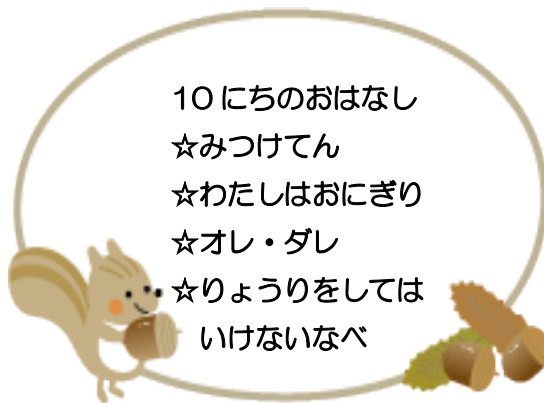 10にちのおはなし
☆みつけてん
☆わたしはおにぎり
☆オレ・ダレ
☆りょうりをしては
いけないなべ